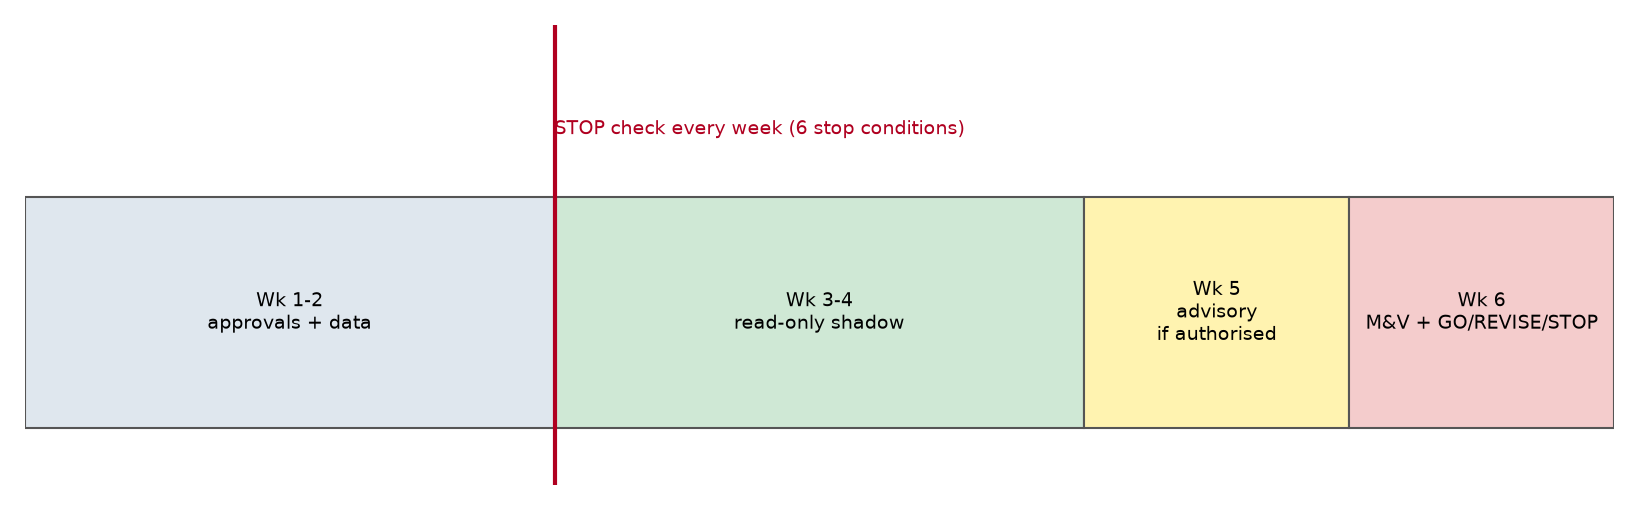 STOP check every week (6 stop conditions)
Wk 1-2
approvals + data
Wk 3-4
read-only shadow
Wk 5
advisory
if authorised
Wk 6
M&V + GO/REVISE/STOP